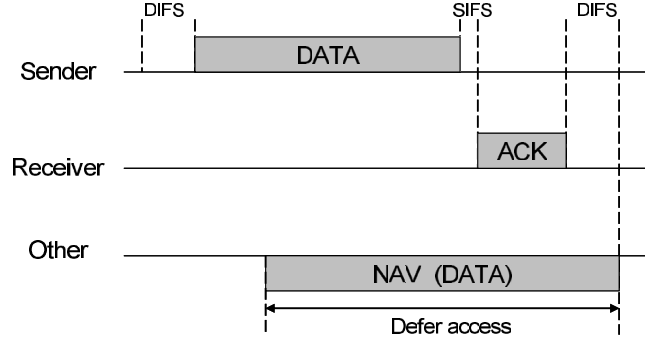 DIFS
SIFS
DIFS
Sender
DATA
Receiver
ACK
Other
NAV (DATA)
Defer access